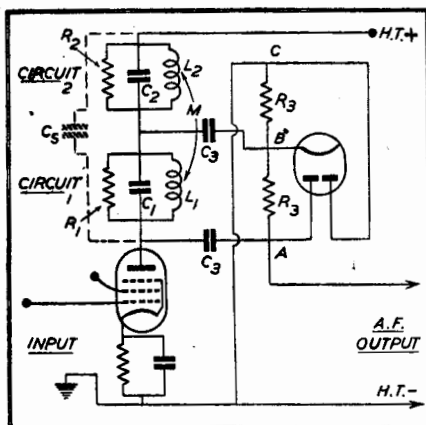 R2
C
H.T.+
CIRCUIT 2
C2
L2
R3
M
C5
C3
B
CIRCUIT 1
C1
L1
R3
R1
C3
A
INPUT
A.F. OUTPUT
H.T.-